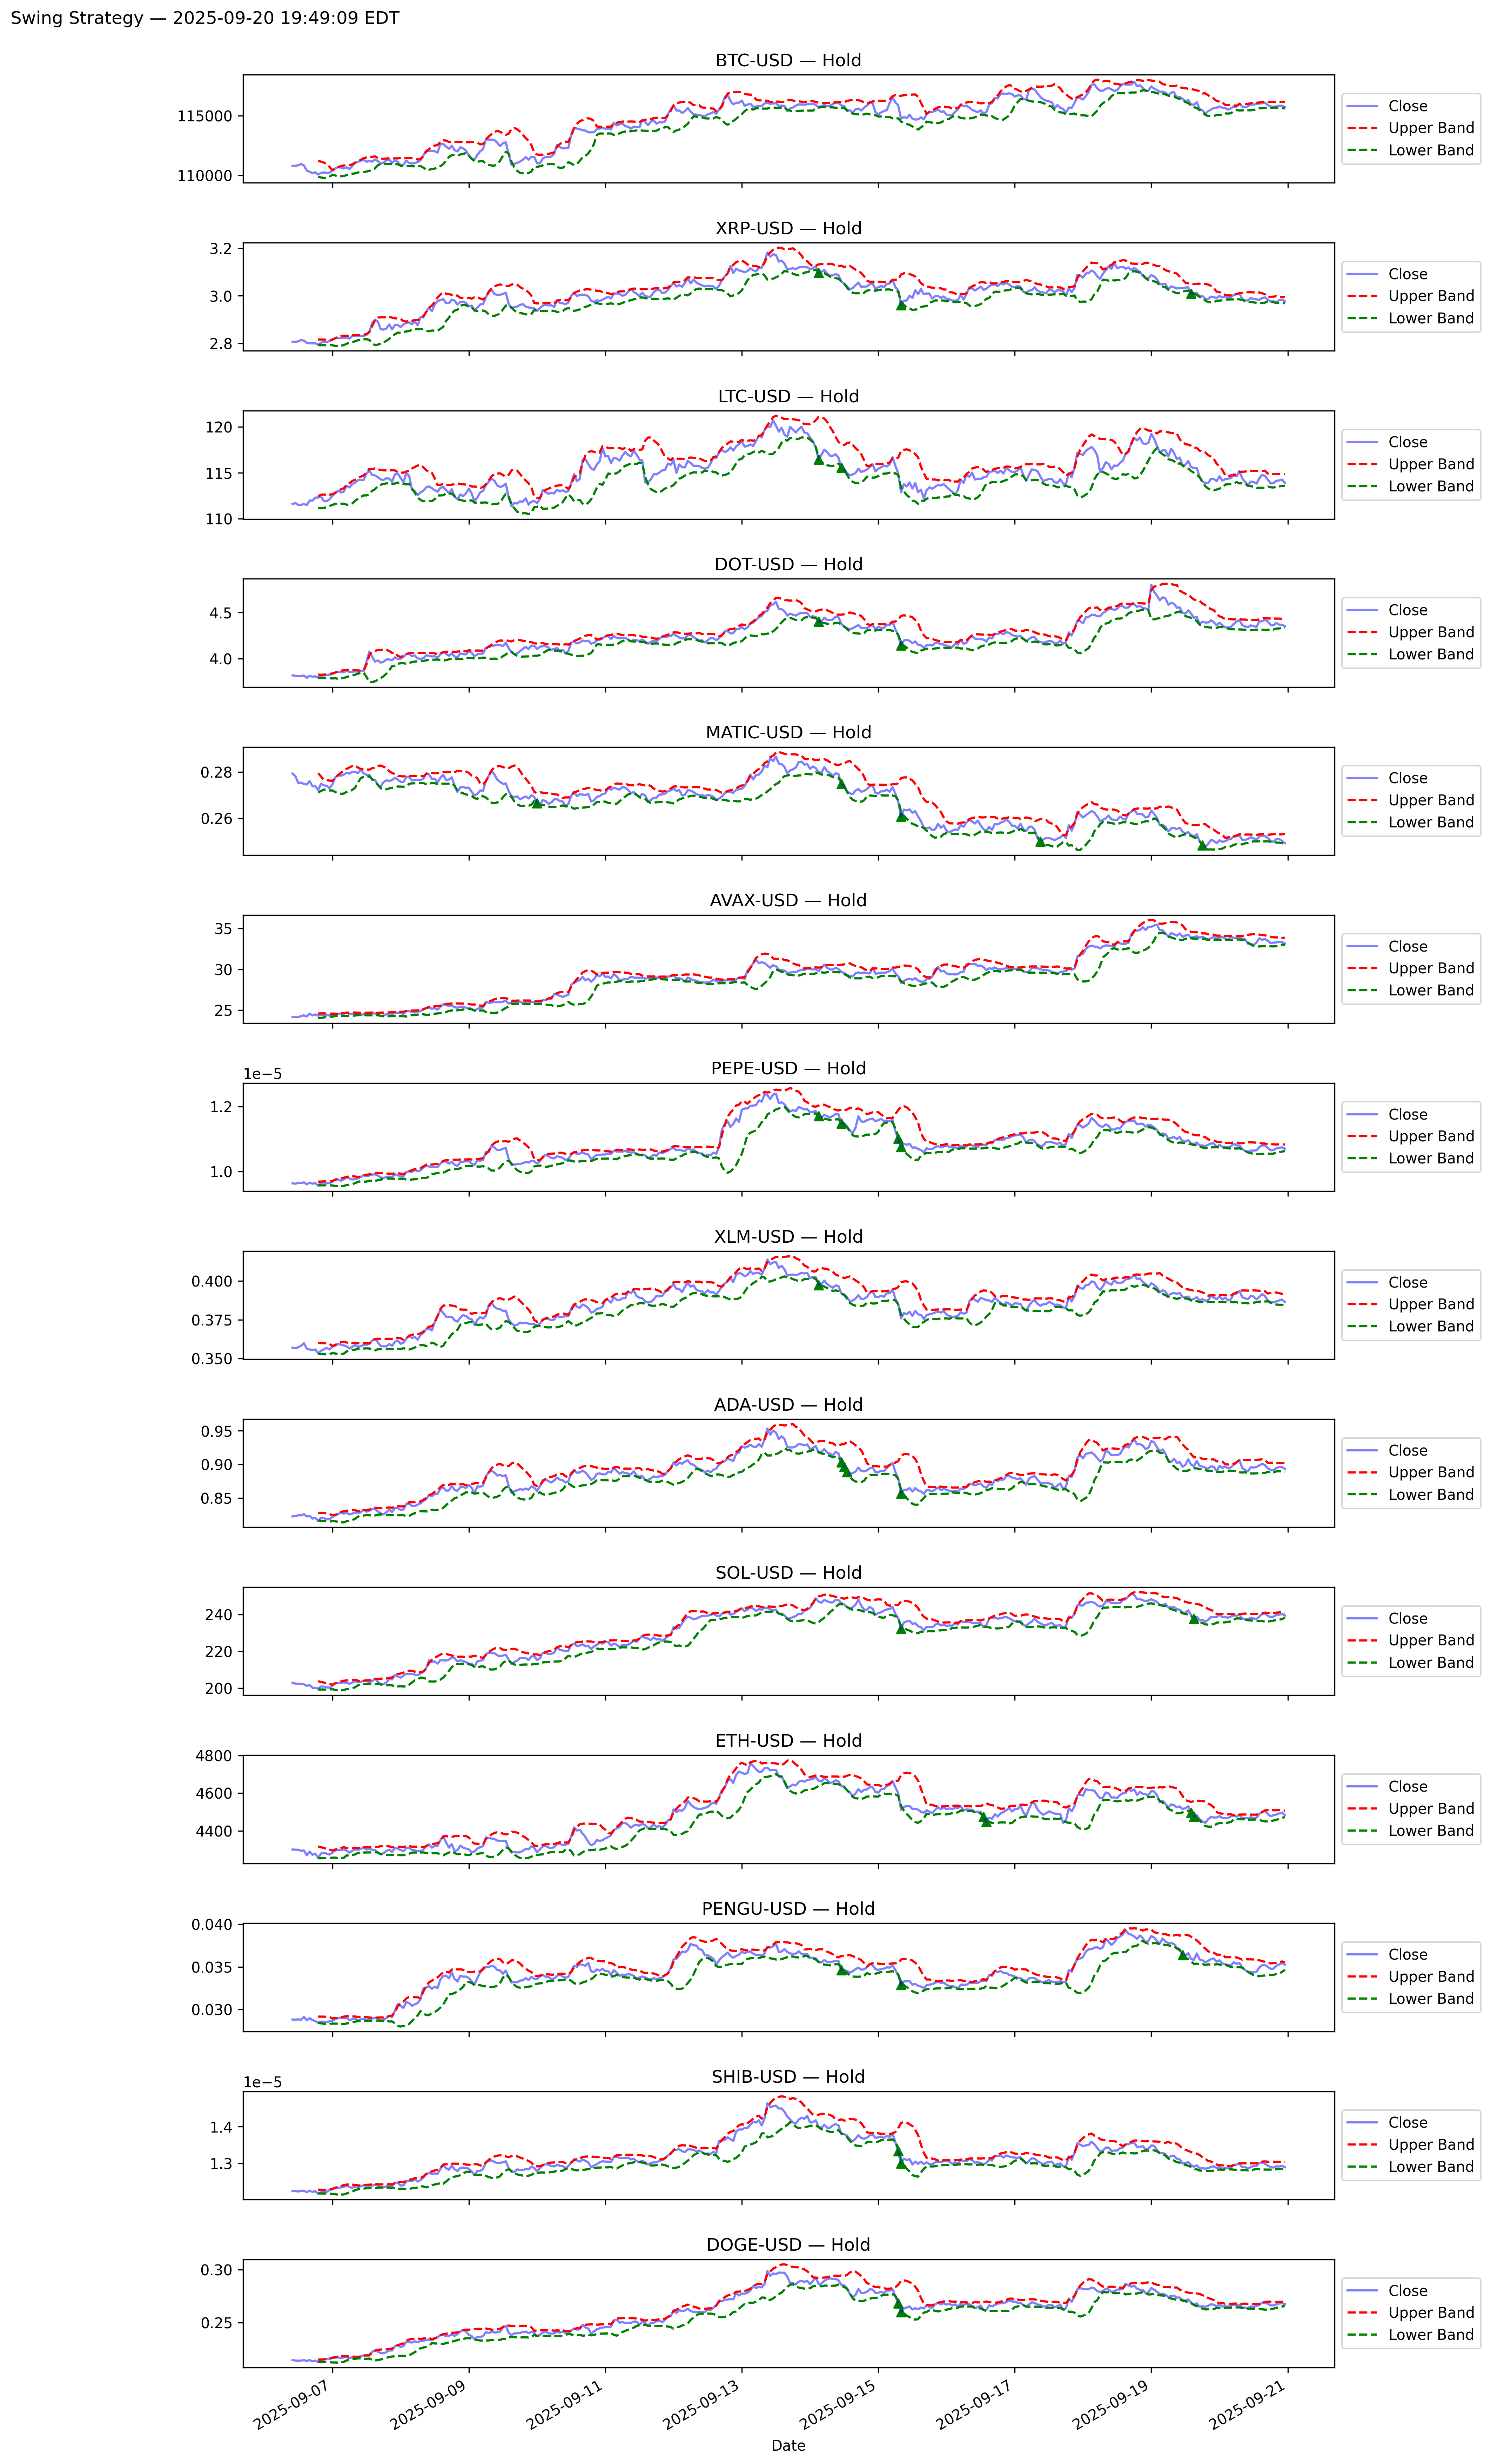 Swing Strategy — 2025-09-20 19:49:09 EDT
BTC-USD — Hold
115000
110000
Close
Upper Band
Lower Band
XRP-USD — Hold
3.2
3.0
2.8
Close
Upper Band
Lower Band
LTC-USD — Hold
120
115
110
Close
Upper Band
Lower Band
DOT-USD — Hold
4.5
4.0
Close
Upper Band
Lower Band
MATIC-USD — Hold
0.28
0.26
Close
Upper Band
Lower Band
AVAX-USD — Hold
35
30
25
Close
Upper Band
Lower Band
PEPE-USD — Hold
1e−5
1.2
1.0
Close
Upper Band
Lower Band
XLM-USD — Hold
0.400
0.375
0.350
Close
Upper Band
Lower Band
ADA-USD — Hold
0.95
0.90
0.85
Close
Upper Band
Lower Band
SOL-USD — Hold
240
220
200
Close
Upper Band
Lower Band
ETH-USD — Hold
4800
4600
4400
Close
Upper Band
Lower Band
PENGU-USD — Hold
0.040
0.035
0.030
Close
Upper Band
Lower Band
SHIB-USD — Hold
1e−5
1.4
1.3
Close
Upper Band
Lower Band
DOGE-USD — Hold
0.30
0.25
Close
Upper Band
Lower Band
2025-09-07
2025-09-09
2025-09-11
2025-09-13
2025-09-15
2025-09-17
2025-09-19
2025-09-21
Date